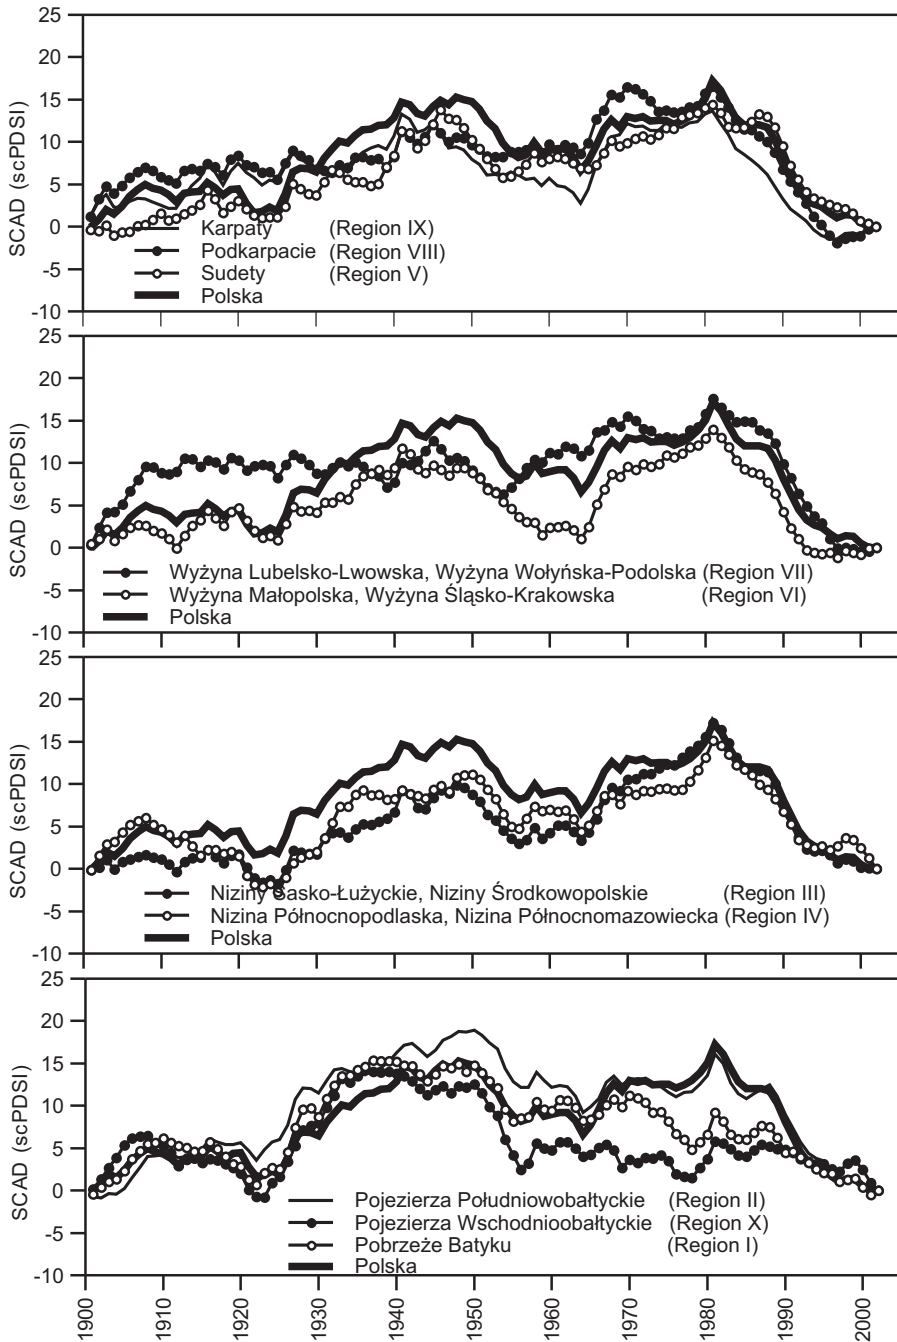 25
20
15
10
5
0
-5
-10
SCAD (scPDSI)
Karpaty (Region IX)
Podkarpacie (Region VIII)
Sudety (Region V)
Polska
25
20
15
10
5
0
-5
-10
SCAD (scPDSI)
Wyżyna Lubelsko-Lwowska, Wyżyna Wołyńska-Podolska (Region VII)
Wyżyna Małopolska, Wyżyna Śląsko-Krakowska (Region VI)
Polska
25
20
15
10
5
0
-5
-10
SCAD (scPDSI)
Niziny Sasko-Łużyckie, Niziny Środkowopolskie (Region III)
Nizina Północnopodlaska, Nizina Północnomazowiecka (Region IV)
Polska
25
20
15
10
5
0
-5
-10
SCAD (scPDSI)
Pojezierza Południowobałtyckie (Region II)
Pojezierza Wschodnioobałtyckie (Region X)
Pobrzeże Batyku (Region I)
Polska
1900 1910 1920 1930 1940 1950 1960 1970 1980 1990 2000